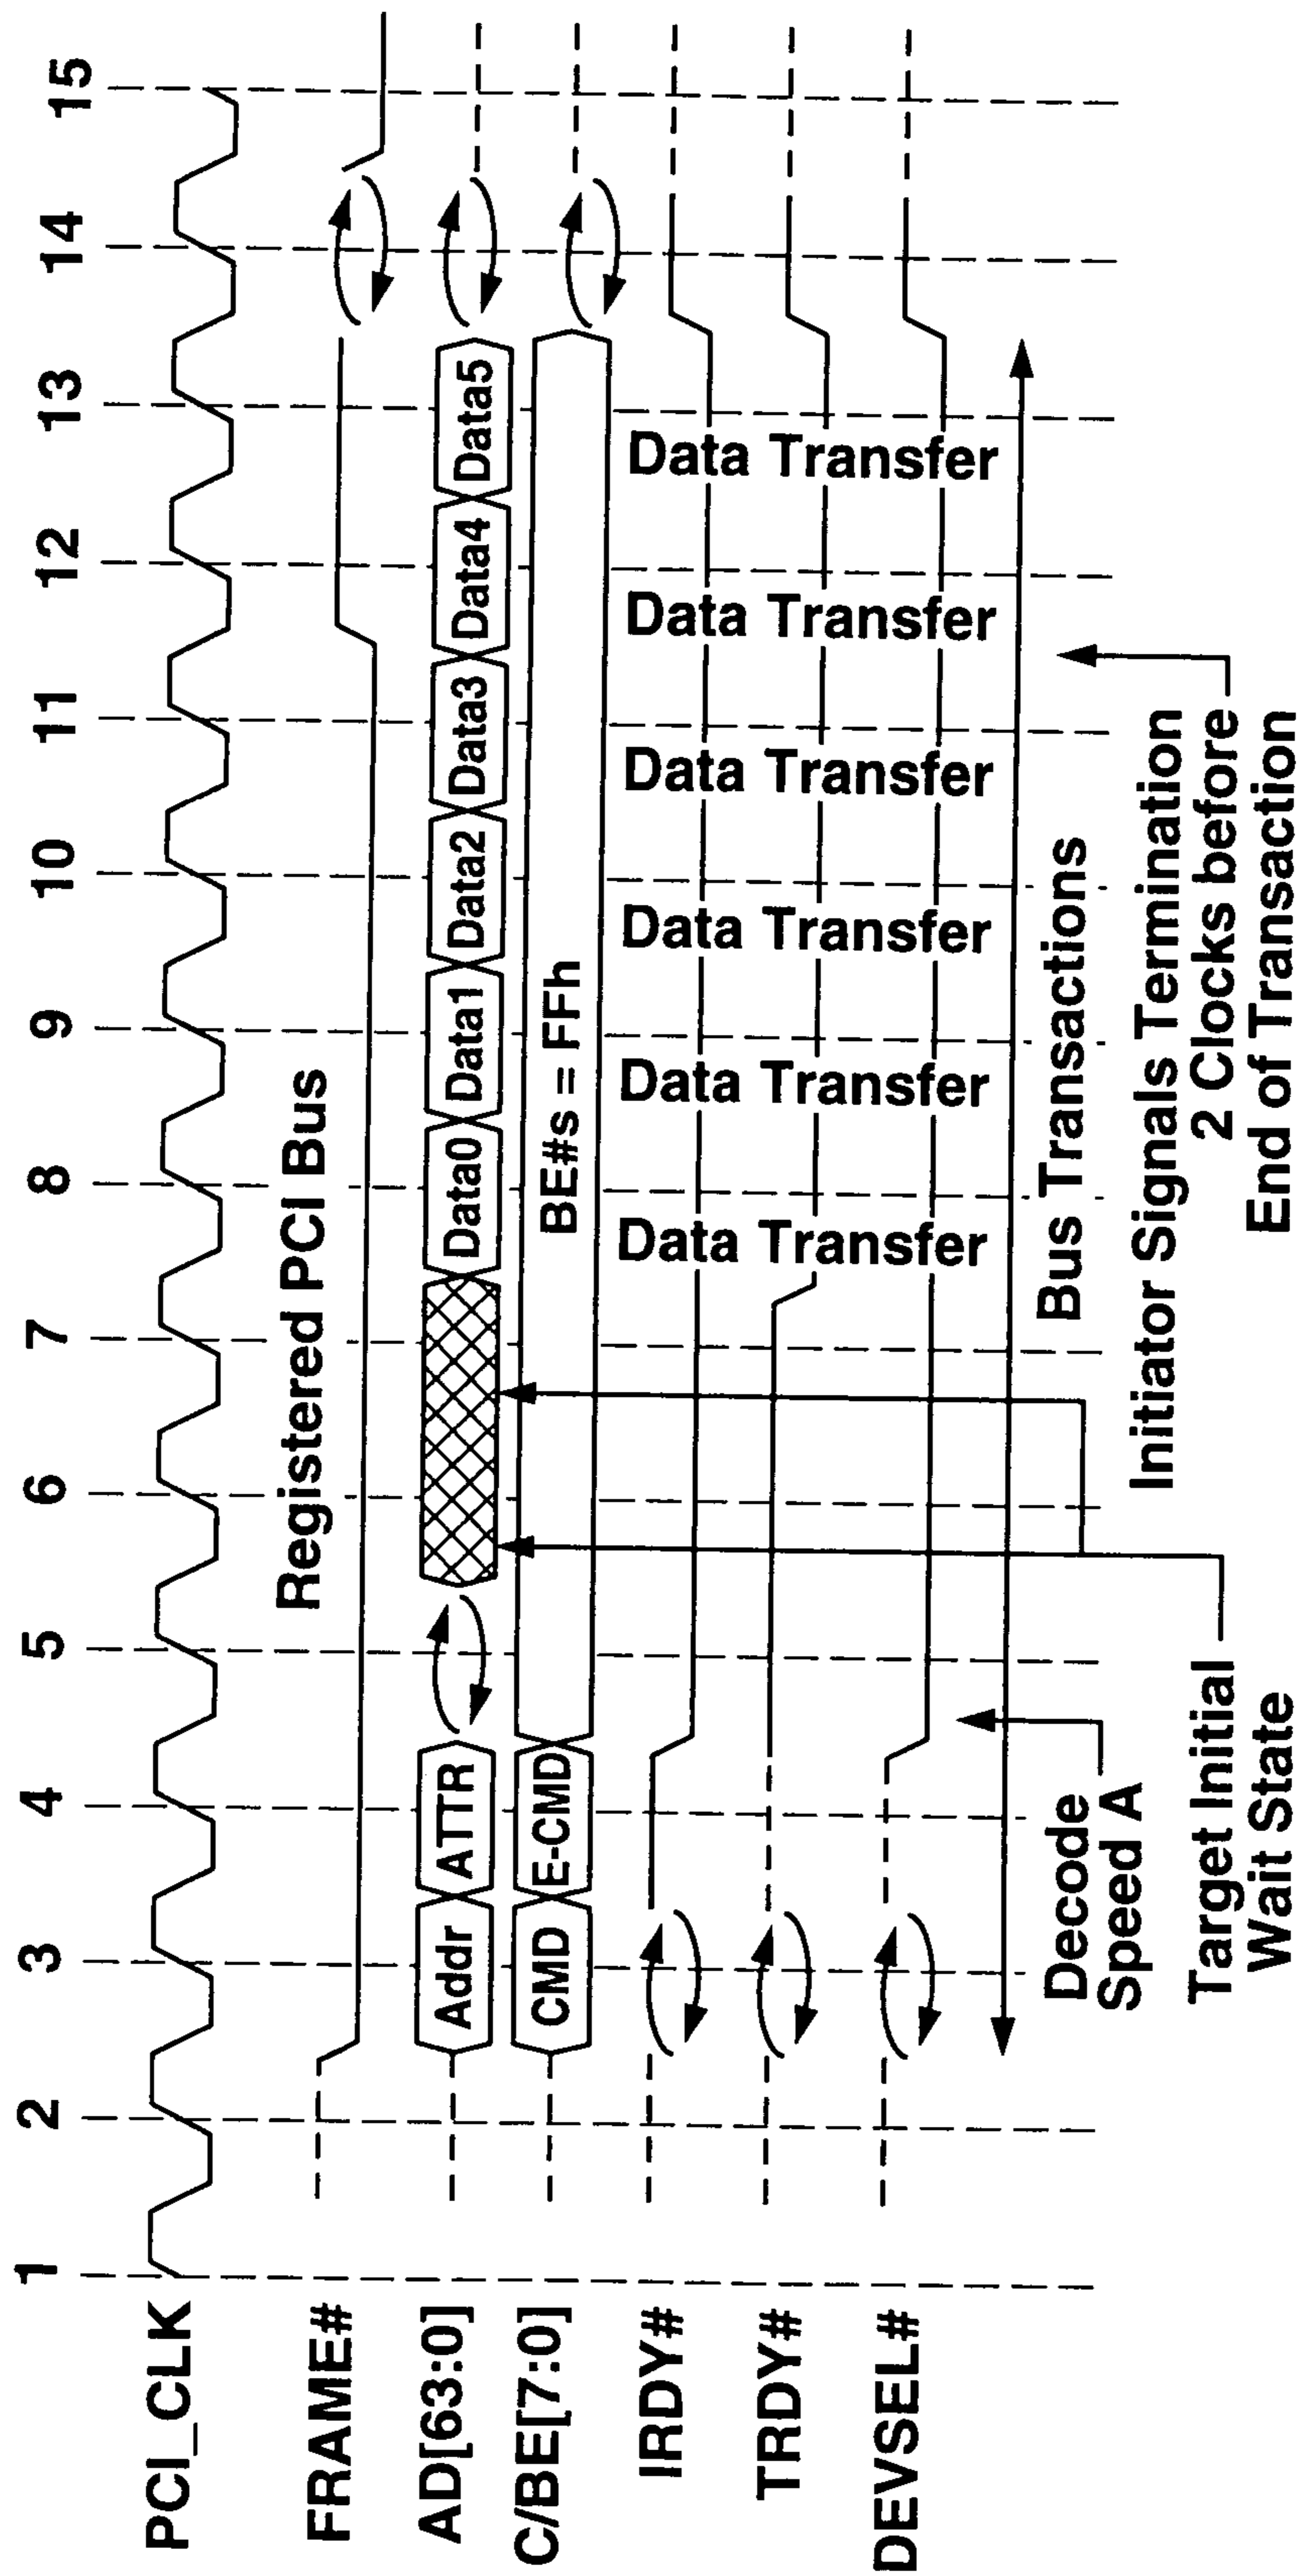 1 2 3 4 5 6 7 8 9 10 11 12 13 14 15
PCI_CLK
Registered PCI Bus
FRAME#
AD[63:0] Addr ATTR Data0 Data1 Data2 Data3 Data4 Data5
C/BE[7:0] CMD E-CMD BE#s = FFh
IRDY#
TRDY#
DEVSEL#
Data Transfer Data Transfer Data Transfer Data Transfer Data Transfer Data Transfer
Bus Transactions
Decode
Speed A
Target Initial
Wait State
Initiator Signals Termination
2 Clocks before
End of Transaction